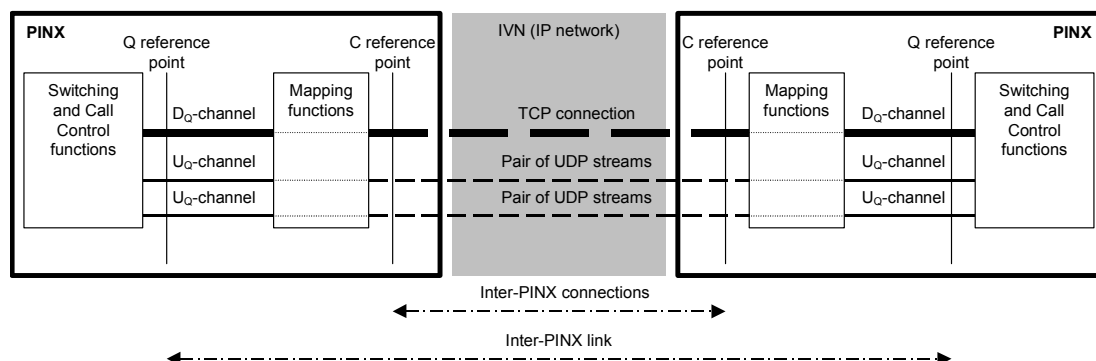 PINX
IVN (IP network)
PINX
Q reference
point
C reference
point
C reference
point
Q reference
point
Switching
and Call
Control
functions
Mapping
functions
Mapping
functions
Switching
and Call
Control
functions
DQ-channel
TCP connection
DQ-channel
UQ-channel
Pair of UDP streams
UQ-channel
UQ-channel
Pair of UDP streams
UQ-channel
Inter-PINX connections
Inter-PINX link